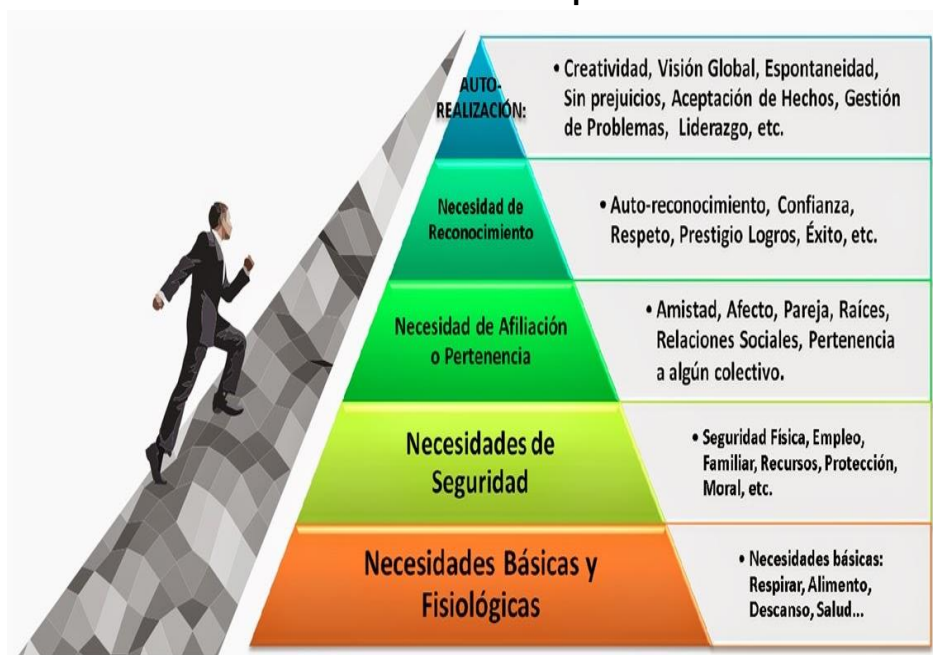 AUTO-
REALIZACIÓN:
• Creatividad, Visión Global, Espontaneidad,
Sin prejuicios, Aceptación de Hechos, Gestión
de Problemas, Liderazgo, etc.
Necesidad de
Reconocimiento
• Auto-reconocimiento, Confianza,
Respeto, Prestigio Logros, Éxito, etc.
Necesidad de Afiliación
o Pertenencia
• Amistad, Afecto, Pareja, Raíces,
Relaciones Sociales, Pertenencia
a algún colectivo.
Necesidades de
Seguridad
• Seguridad Física, Empleo,
Familiar, Recursos, Protección,
Moral, etc.
Necesidades Básicas y
Fisiológicas
• Necesidades básicas:
Respirar, Alimento,
Descanso, Salud...